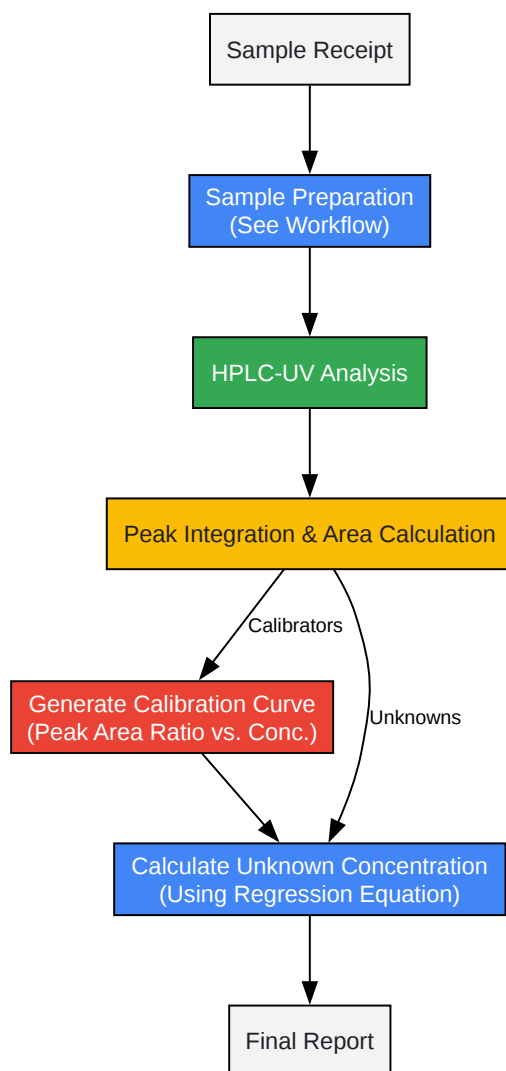 Sample Receipt
Sample Preparation
(See Workflow)
HPLC-UV Analysis
Peak Integration & Area Calculation
Calibrators
Generate Calibration Curve
(Peak Area Ratio vs. Conc.)
Unknowns
Calculate Unknown Concentration
(Using Regression Equation)
Final Report